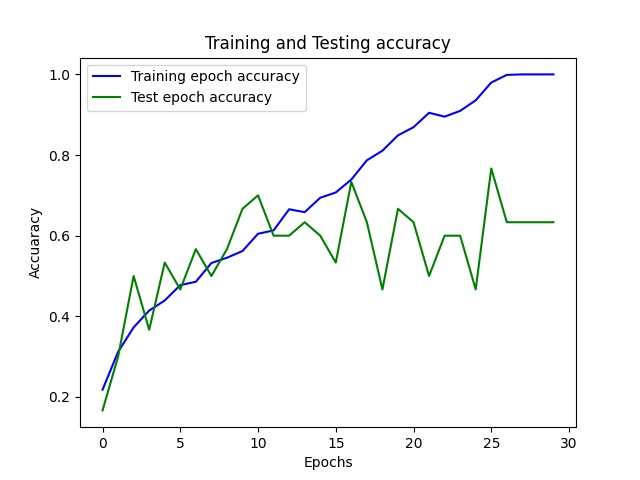 Training and Testing accuracy
Training epoch accuracy
Test epoch accuracy
1.0
0.8
0.6
0.4
0.2
Accuaracy
0 5 10 15 20 25 30
Epochs